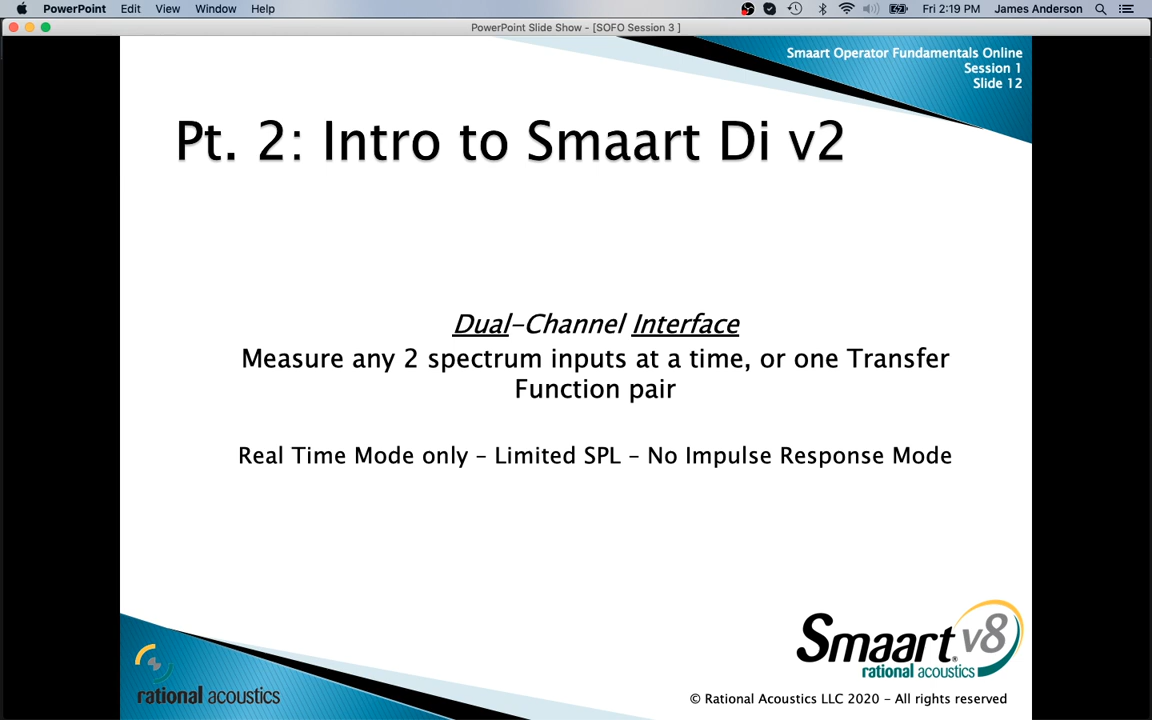 PowerPoint Edit View Window Help Fri 2:19 PM James Anderson
PowerPoint Slide Show - [SOFO Session 3 ]
Smaart Operator Fundamentals Online
Session 1
Slide 12
Pt. 2: Intro to Smaart Di v2
Dual-Channel Interface
Measure any 2 spectrum inputs at a time, or one Transfer
Function pair
Real Time Mode only – Limited SPL – No Impulse Response Mode
Smaart® v8
rational acoustics
rational acoustics
© Rational Acoustics LLC 2020 – All rights reserved